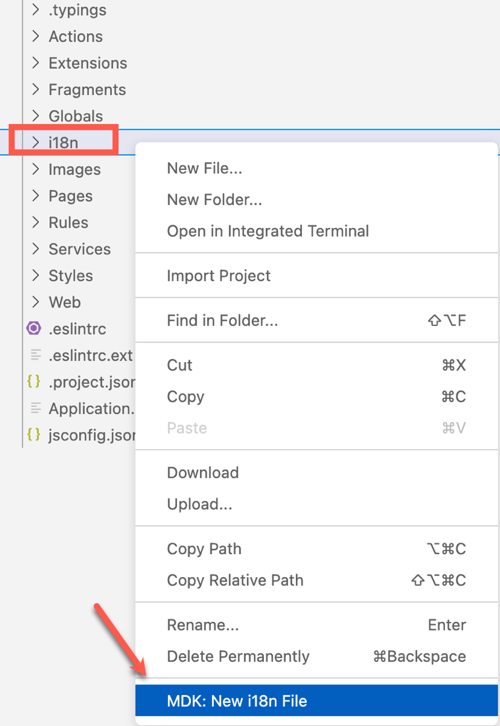 .typings
Actions
Extensions
Fragments
Globals
i18n
Images
Pages
Rules
Services
Styles
Web
.eslintrc
.eslintrc.ext
.project.json
Application.
jsconfig.json
New File...
New Folder...
Open in Integrated Terminal
Import Project
Find in Folder... ⇧⌥F
Cut ⌘X
Copy ⌘C
Paste ⌘V
Download
Upload...
Copy Path ⌥⌘C
Copy Relative Path ⇧⌥⌘C
Rename... Enter
Delete Permanently ⌘Backspace
MDK: New i18n File